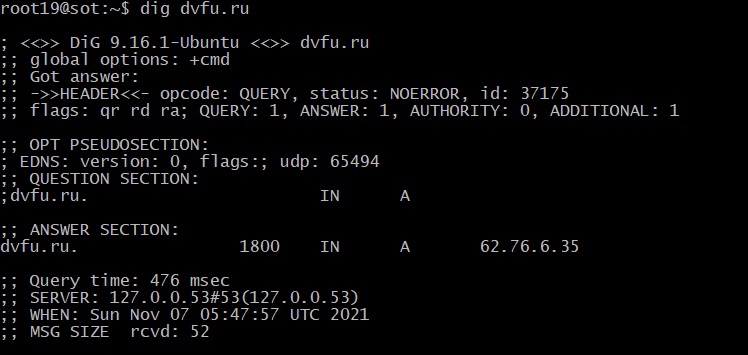 root19@sot:~$ dig dvfu.ru
; <<>> DiG 9.16.1-Ubuntu <<>> dvfu.ru
;; global options: +cmd
;; Got answer:
;; ->>HEADER<<- opcode: QUERY, status: NOERROR, id: 37175
;; flags: qr rd ra; QUERY: 1, ANSWER: 1, AUTHORITY: 0, ADDITIONAL: 1
;; OPT PSEUDOSECTION:
; EDNS: version: 0, flags:; udp: 65494
;; QUESTION SECTION:
;dvfu.ru. IN A
;; ANSWER SECTION:
dvfu.ru. 1800 IN A 62.76.6.35
;; Query time: 476 msec
;; SERVER: 127.0.0.53#53(127.0.0.53)
;; WHEN: Sun Nov 07 05:47:57 UTC 2021
;; MSG SIZE rcvd: 52